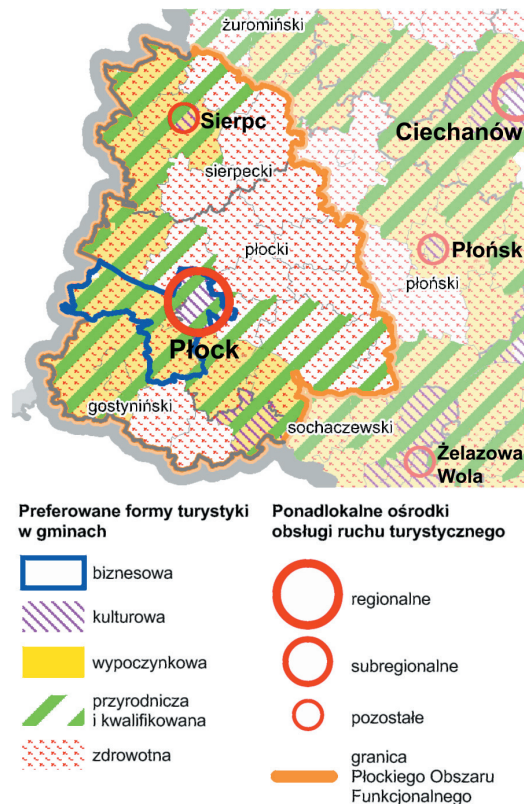 żuromiński
Sierpc
Ciechanów
sierpecki
płocki
Płońsk
płoński
Płock
gostyniński
sochaczewski
Żelazowa
Wola
Preferowane formy turystyki
w gminach
biznesowa
kulturowa
wypoczynkowa
przyrodnicza
i kwalifikowana
zdrowotna
Ponadlokalne ośrodki
obsługi ruchu turystycznego
regionalne
subregionalne
pozostałe
granica
Płockiego Obszaru
Funkcjonalnego